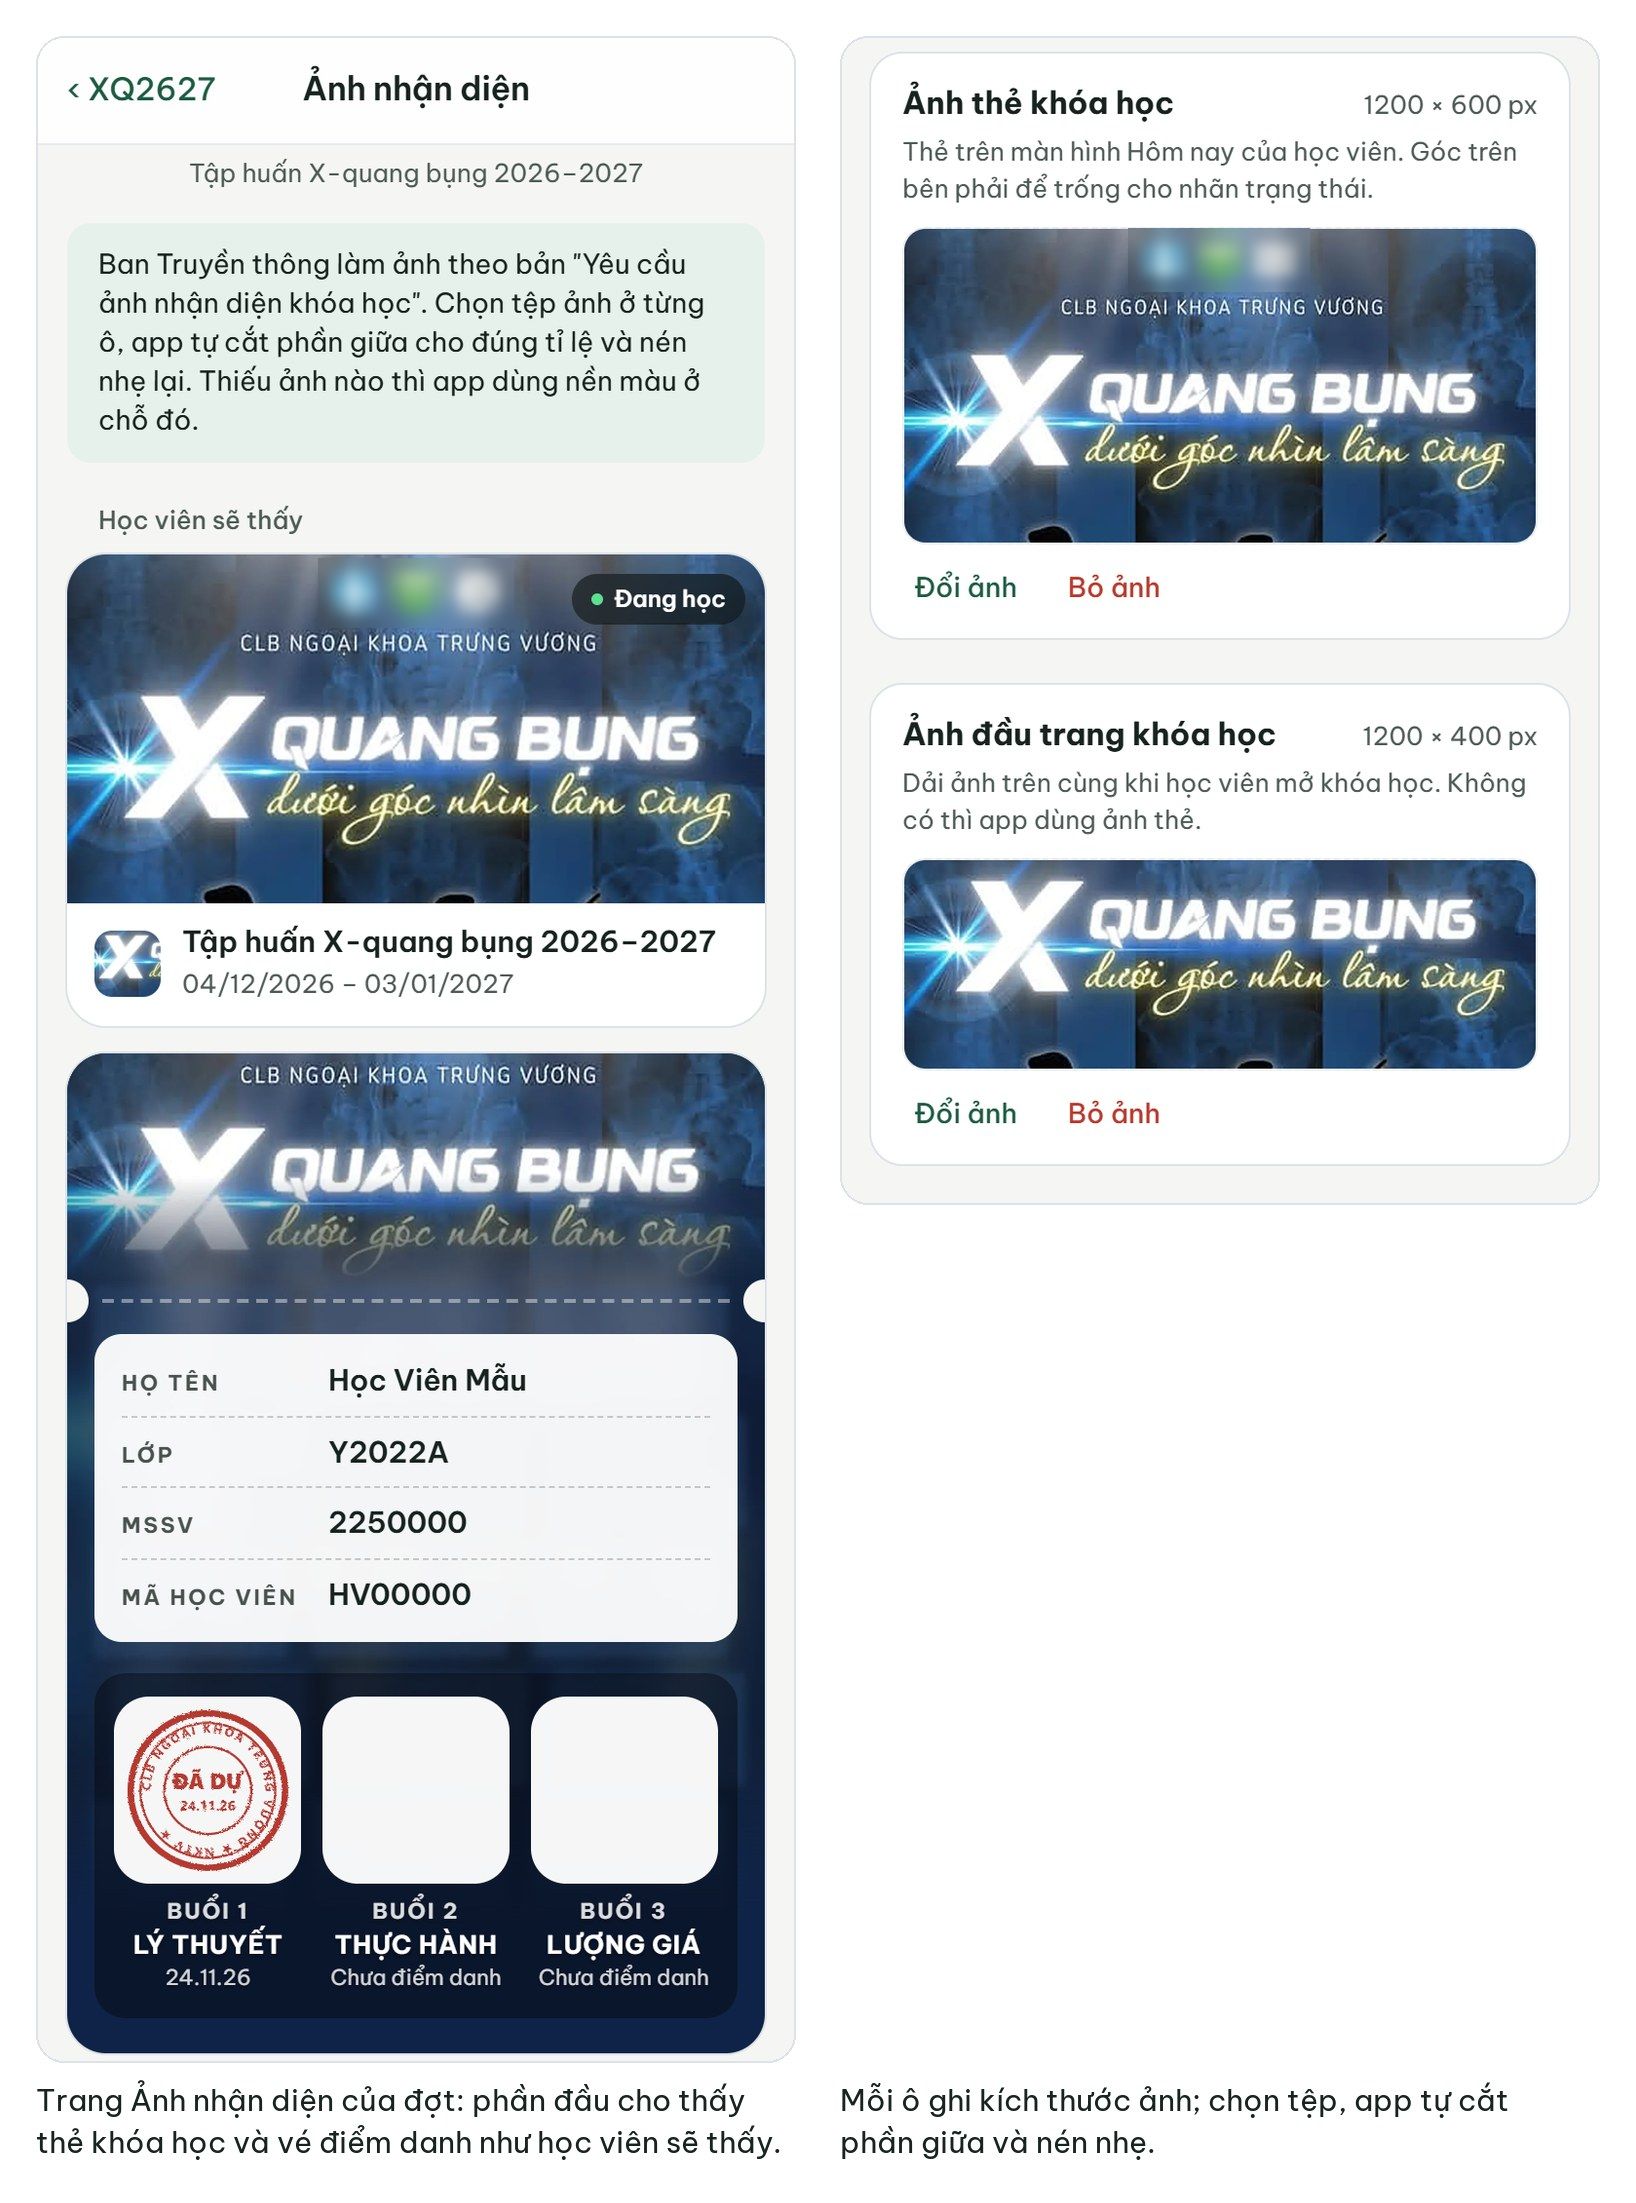 ‹ XQ2627
Ảnh nhận diện
Tập huấn X-quang bụng 2026–2027
Ban Truyền thông làm ảnh theo bản "Yêu cầu
ảnh nhận diện khóa học". Chọn tệp ảnh ở từng
ô, app tự cắt phần giữa cho đúng tỉ lệ và nén
nhẹ lại. Thiếu ảnh nào thì app dùng nền màu ở
chỗ đó.
Học viên sẽ thấy
Đang học
CLB NGOẠI KHOA TRƯNG VƯƠNG
X QUANG BỤNG
dưới góc nhìn lâm sàng
Tập huấn X-quang bụng 2026–2027
04/12/2026 – 03/01/2027
CLB NGOẠI KHOA TRƯNG VƯƠNG
X QUANG BỤNG
dưới góc nhìn lâm sàng
HỌ TÊN Học Viên Mẫu
LỚP Y2022A
MSSV 2250000
MÃ HỌC VIÊN HV00000
CLB NGOẠI KHOA TRƯNG VƯƠNG ★ NKTV ★
ĐÃ DỰ
24.11.26
BUỔI 1
LÝ THUYẾT
24.11.26
BUỔI 2
THỰC HÀNH
Chưa điểm danh
BUỔI 3
LƯỢNG GIÁ
Chưa điểm danh
Trang Ảnh nhận diện của đợt: phần đầu cho thấy
thẻ khóa học và vé điểm danh như học viên sẽ thấy.
Ảnh thẻ khóa học 1200 × 600 px
Thẻ trên màn hình Hôm nay của học viên. Góc trên
bên phải để trống cho nhãn trạng thái.
CLB NGOẠI KHOA TRƯNG VƯƠNG
X QUANG BỤNG
dưới góc nhìn lâm sàng
Đổi ảnh Bỏ ảnh
Ảnh đầu trang khóa học 1200 × 400 px
Dải ảnh trên cùng khi học viên mở khóa học. Không
có thì app dùng ảnh thẻ.
X QUANG BỤNG
dưới góc nhìn lâm sàng
Đổi ảnh Bỏ ảnh
Mỗi ô ghi kích thước ảnh; chọn tệp, app tự cắt
phần giữa và nén nhẹ.